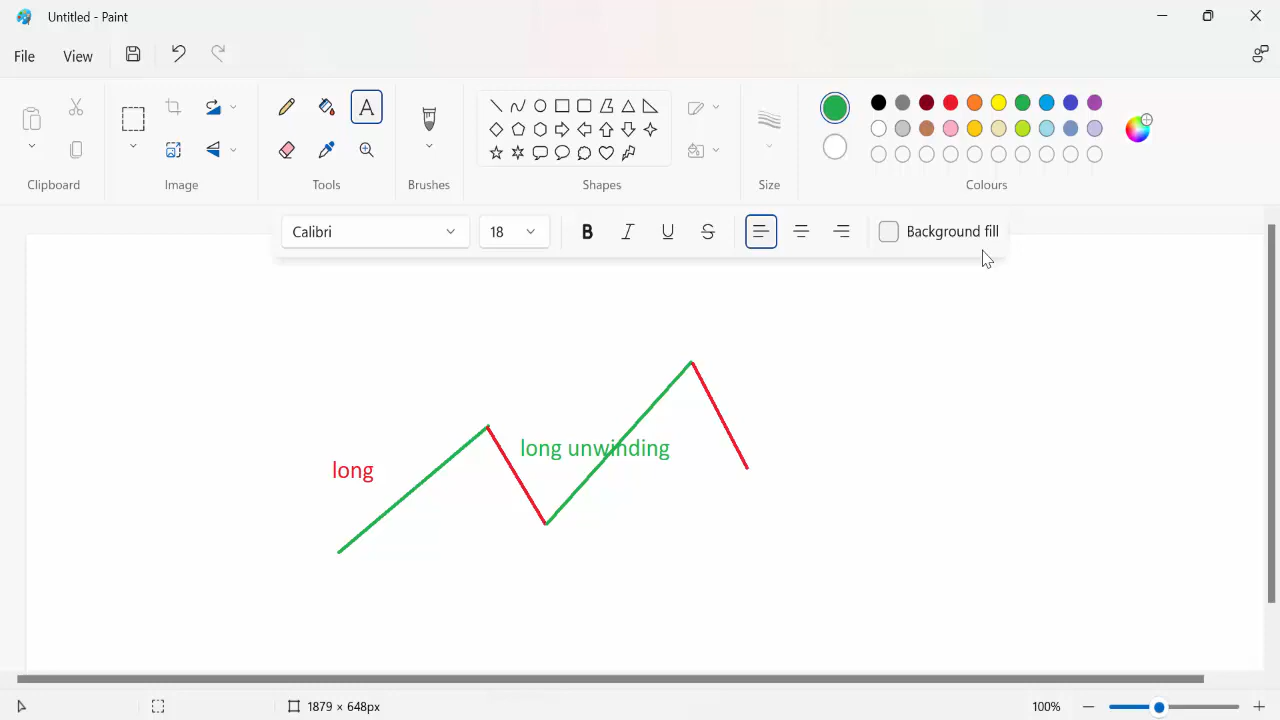 Untitled - Paint
File View
Clipboard Image Tools Brushes Shapes Size Colours
Calibri 18 B I U S Background fill
long unwinding
long
1879 × 648px 100%